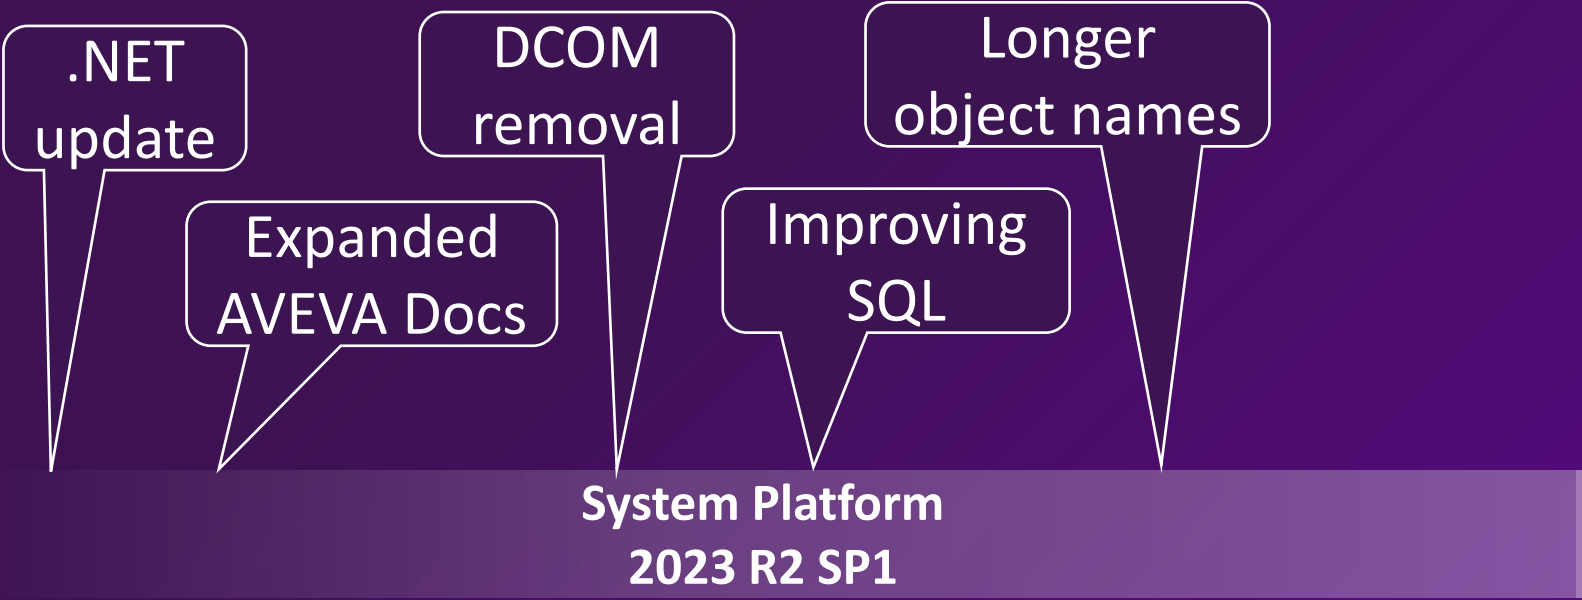 .NET
update
Expanded
AVEVA Docs
DCOM
removal
Improving
SQL
Longer
object names
System Platform
2023 R2 SP1